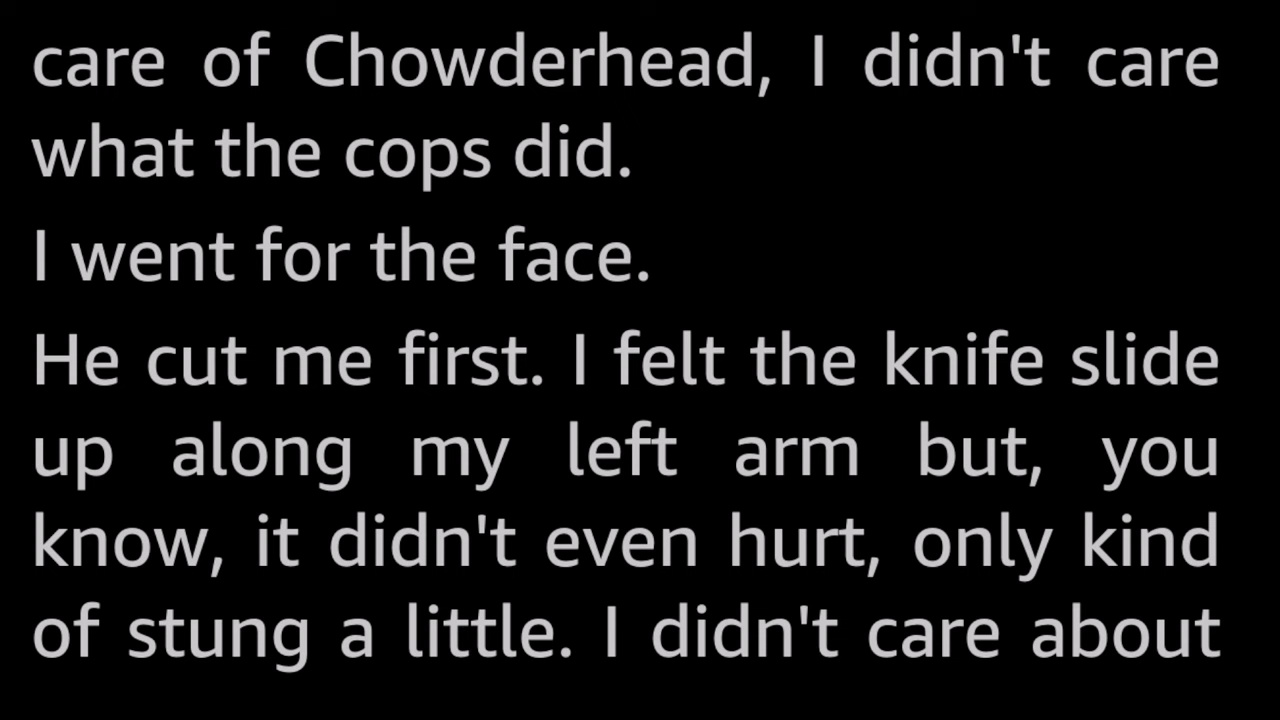 care of Chowderhead, I didn't care
what the cops did.
I went for the face.
He cut me first. I felt the knife slide
up along my left arm but, you
know, it didn't even hurt, only kind
of stung a little. I didn't care about